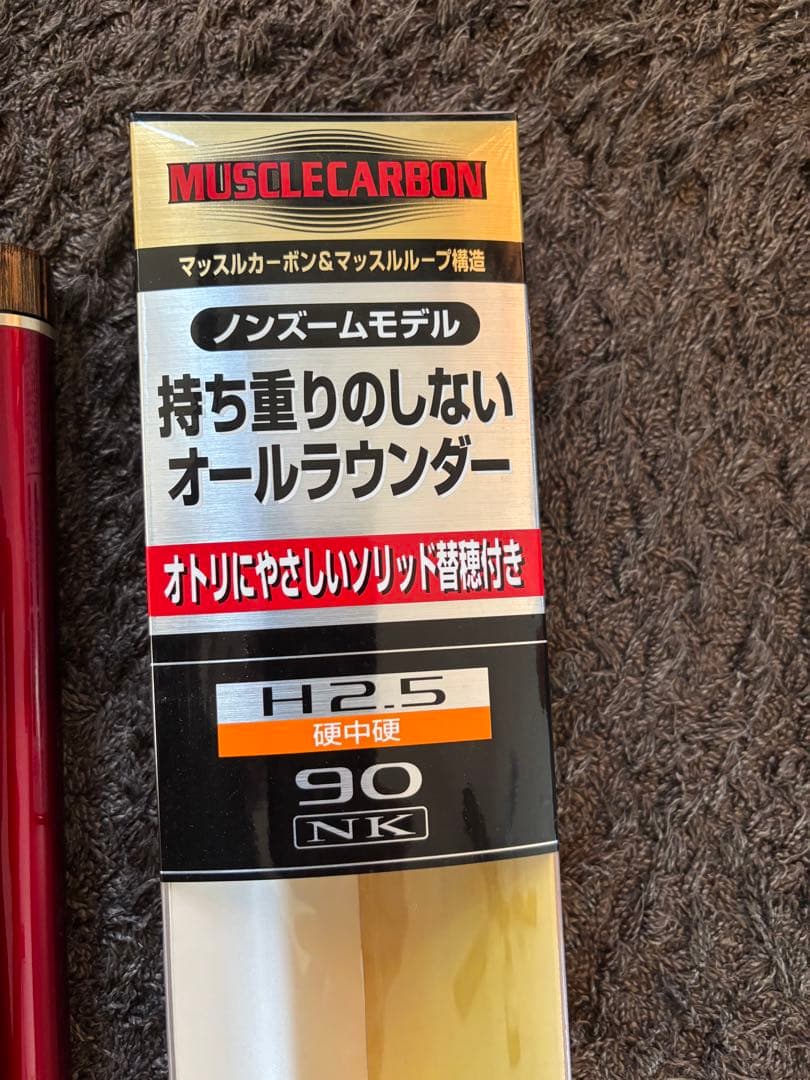 MUSCLECARBON
マッスルカーボン&マッスルループ構造
ノンズームモデル
持ち重りのしない
オールラウンダー
オトリにやさしいソリッド替穂付き
H2.5
硬中硬
90
NK